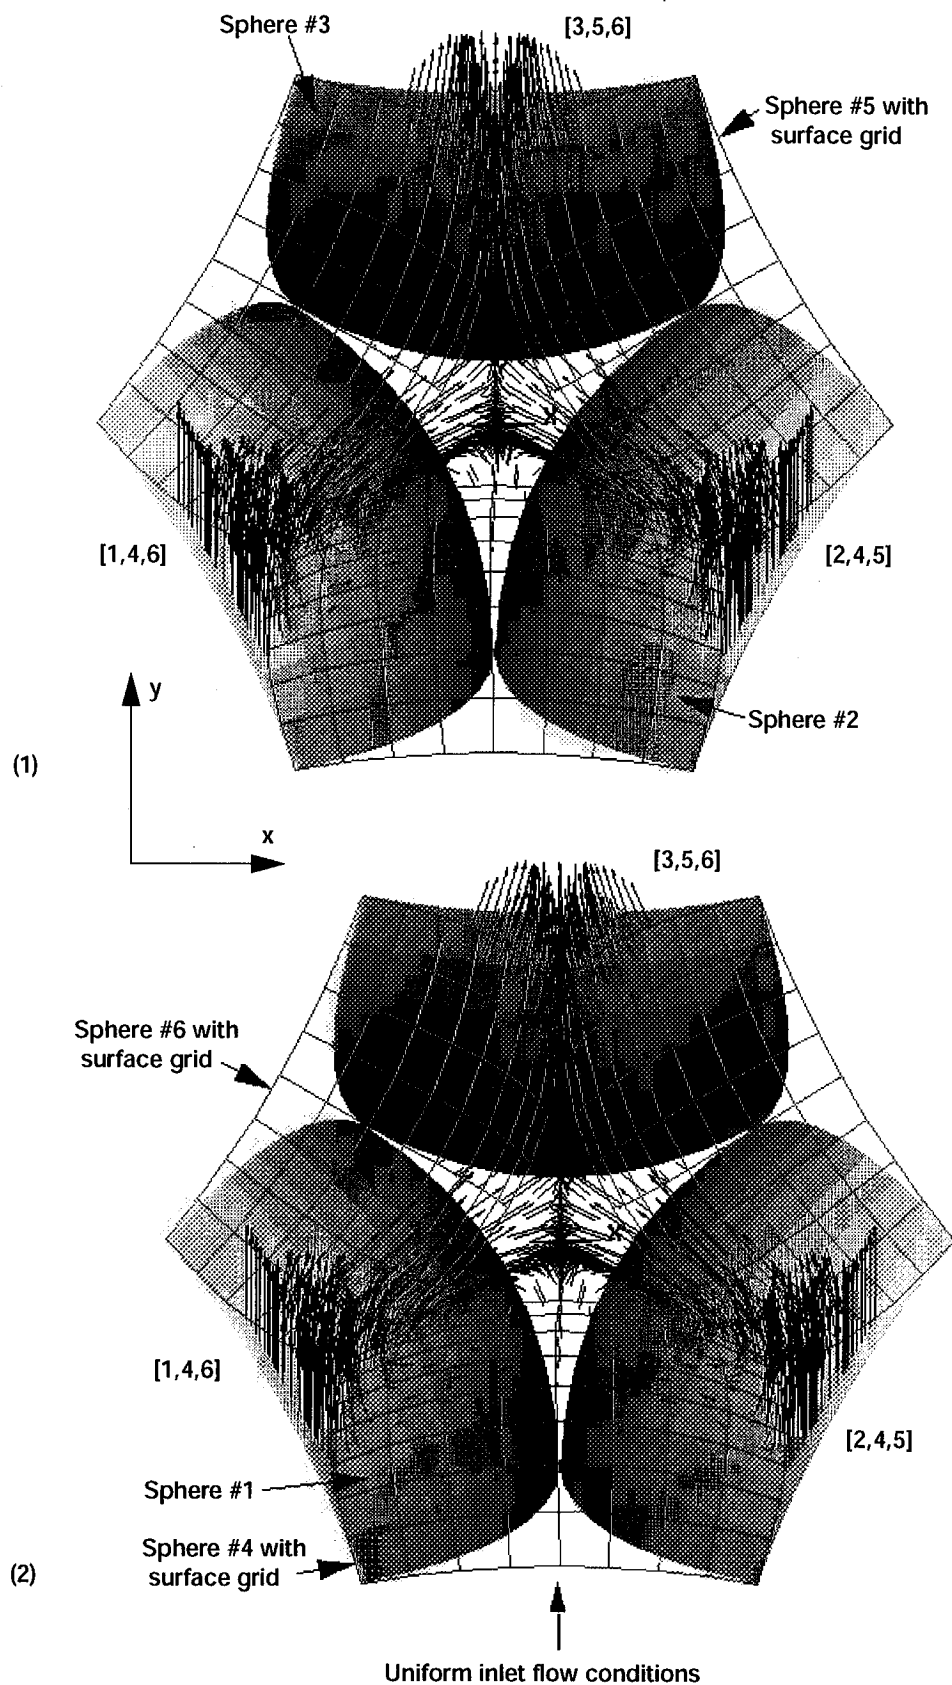 Sphere #3
[3,5,6]
Sphere #5 with
surface grid
[1,4,6]
[2,4,5]
y
Sphere #2
(1)
x
[3,5,6]
Sphere #6 with
surface grid
[1,4,6]
[2,4,5]
Sphere #1
Sphere #4 with
surface grid
(2)
Uniform inlet flow conditions